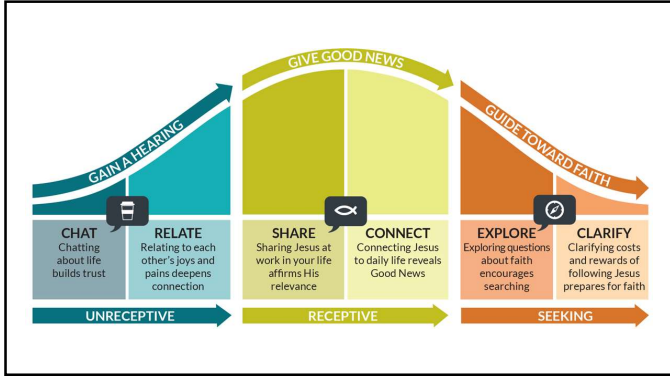 GAIN A HEARING
GIVE GOOD NEWS
GUIDE TOWARD FAITH
CHAT
Chatting
about life
builds trust
RELATE
Relating to each
other's joys and
pains deepens
connection
SHARE
Sharing Jesus at
work in your life
affirms His
relevance
CONNECT
Connecting Jesus
to daily life reveals
Good News
EXPLORE
Exploring questions
about faith
encourages
searching
CLARIFY
Clarifying costs
and rewards of
following Jesus
prepares for faith
UNRECEPTIVE
RECEPTIVE
SEEKING